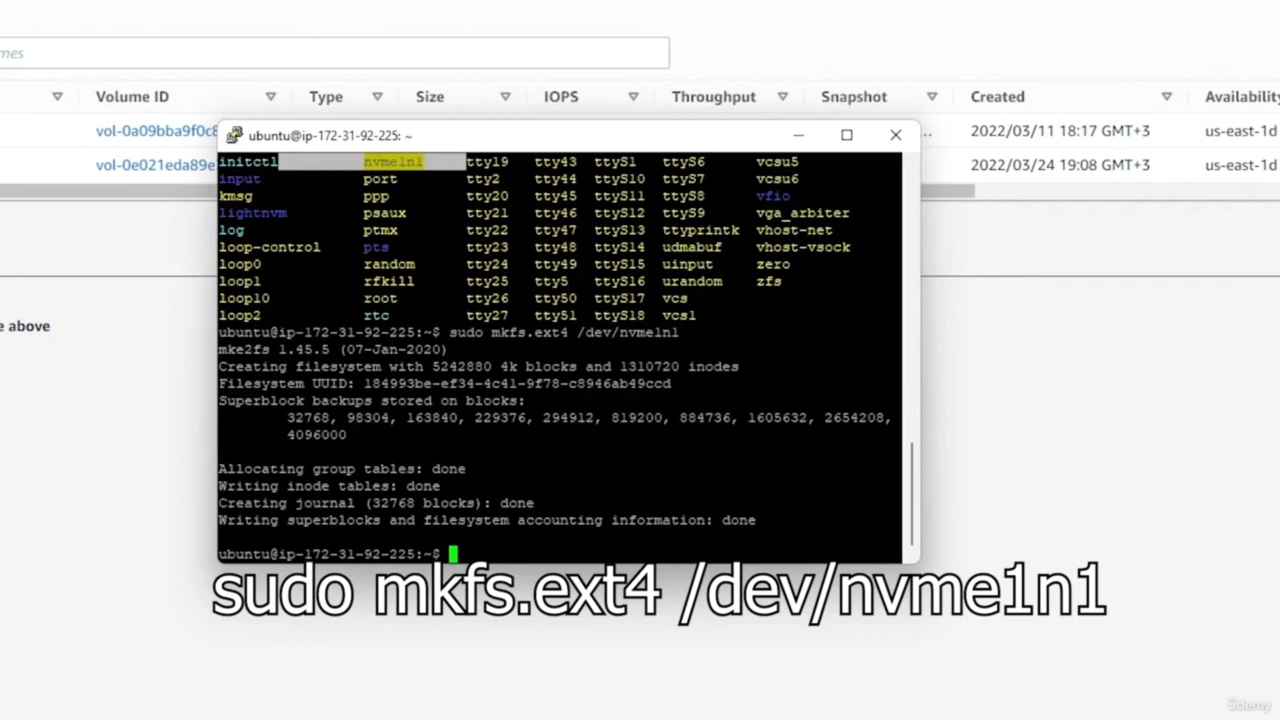 mes
Volume ID Type Size IOPS Throughput Snapshot Created Availability
vol-0a09bba9f0c8 ... 2022/03/11 18:17 GMT+3 us-east-1d
vol-0e021eda89e 2022/03/24 19:08 GMT+3 us-east-1d
e above
ubuntu@ip-172-31-92-225: ~
initctl nvme1n1 tty19 tty43 ttyS1 ttyS6 vcsu5
input port tty2 tty44 ttyS10 ttyS7 vcsu6
kmsg ppp tty20 tty45 ttyS11 ttyS8 vfio
lightnvm psaux tty21 tty46 ttyS12 ttyS9 vga_arbiter
log ptmx tty22 tty47 ttyS13 ttyprintk vhost-net
loop-control pts tty23 tty48 ttyS14 udmabuf vhost-vsock
loop0 random tty24 tty49 ttyS15 uinput zero
loop1 rfkill tty25 tty5 ttyS16 urandom zfs
loop10 root tty26 tty50 ttyS17 vcs
loop2 rtc tty27 tty51 ttyS18 vcs1
ubuntu@ip-172-31-92-225:~$ sudo mkfs.ext4 /dev/nvme1n1
mke2fs 1.45.5 (07-Jan-2020)
Creating filesystem with 5242880 4k blocks and 1310720 inodes
Filesystem UUID: 184993be-ef34-4c41-9f78-c8946ab49ccd
Superblock backups stored on blocks:
32768, 98304, 163840, 229376, 294912, 819200, 884736, 1605632, 2654208,
4096000
Allocating group tables: done
Writing inode tables: done
Creating journal (32768 blocks): done
Writing superblocks and filesystem accounting information: done
ubuntu@ip-172-31-92-225:~$
sudo mkfs.ext4 /dev/nvme1n1
ûdemy